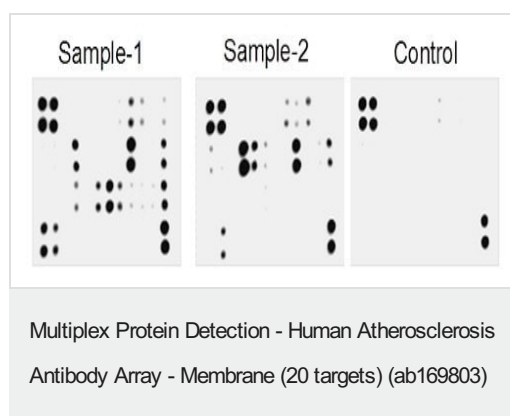 Sample-1 Sample-2 Control
Multiplex Protein Detection - Human Atherosclerosis
Antibody Array - Membrane (20 targets) (ab169803)